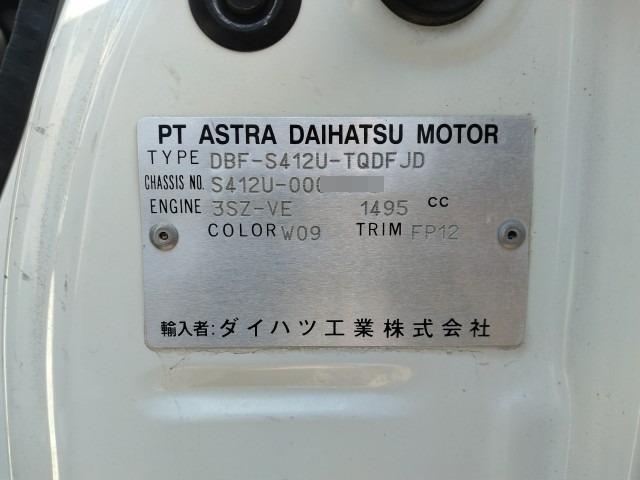 PT ASTRA DAIHATSU MOTOR
TYPE DBF-S412U-TQDFJD
CHASSIS NO. S412U-000
ENGINE 3SZ-VE 1495 cc
COLOR W09 TRIM FP12
輸入者:ダイハツ工業株式会社